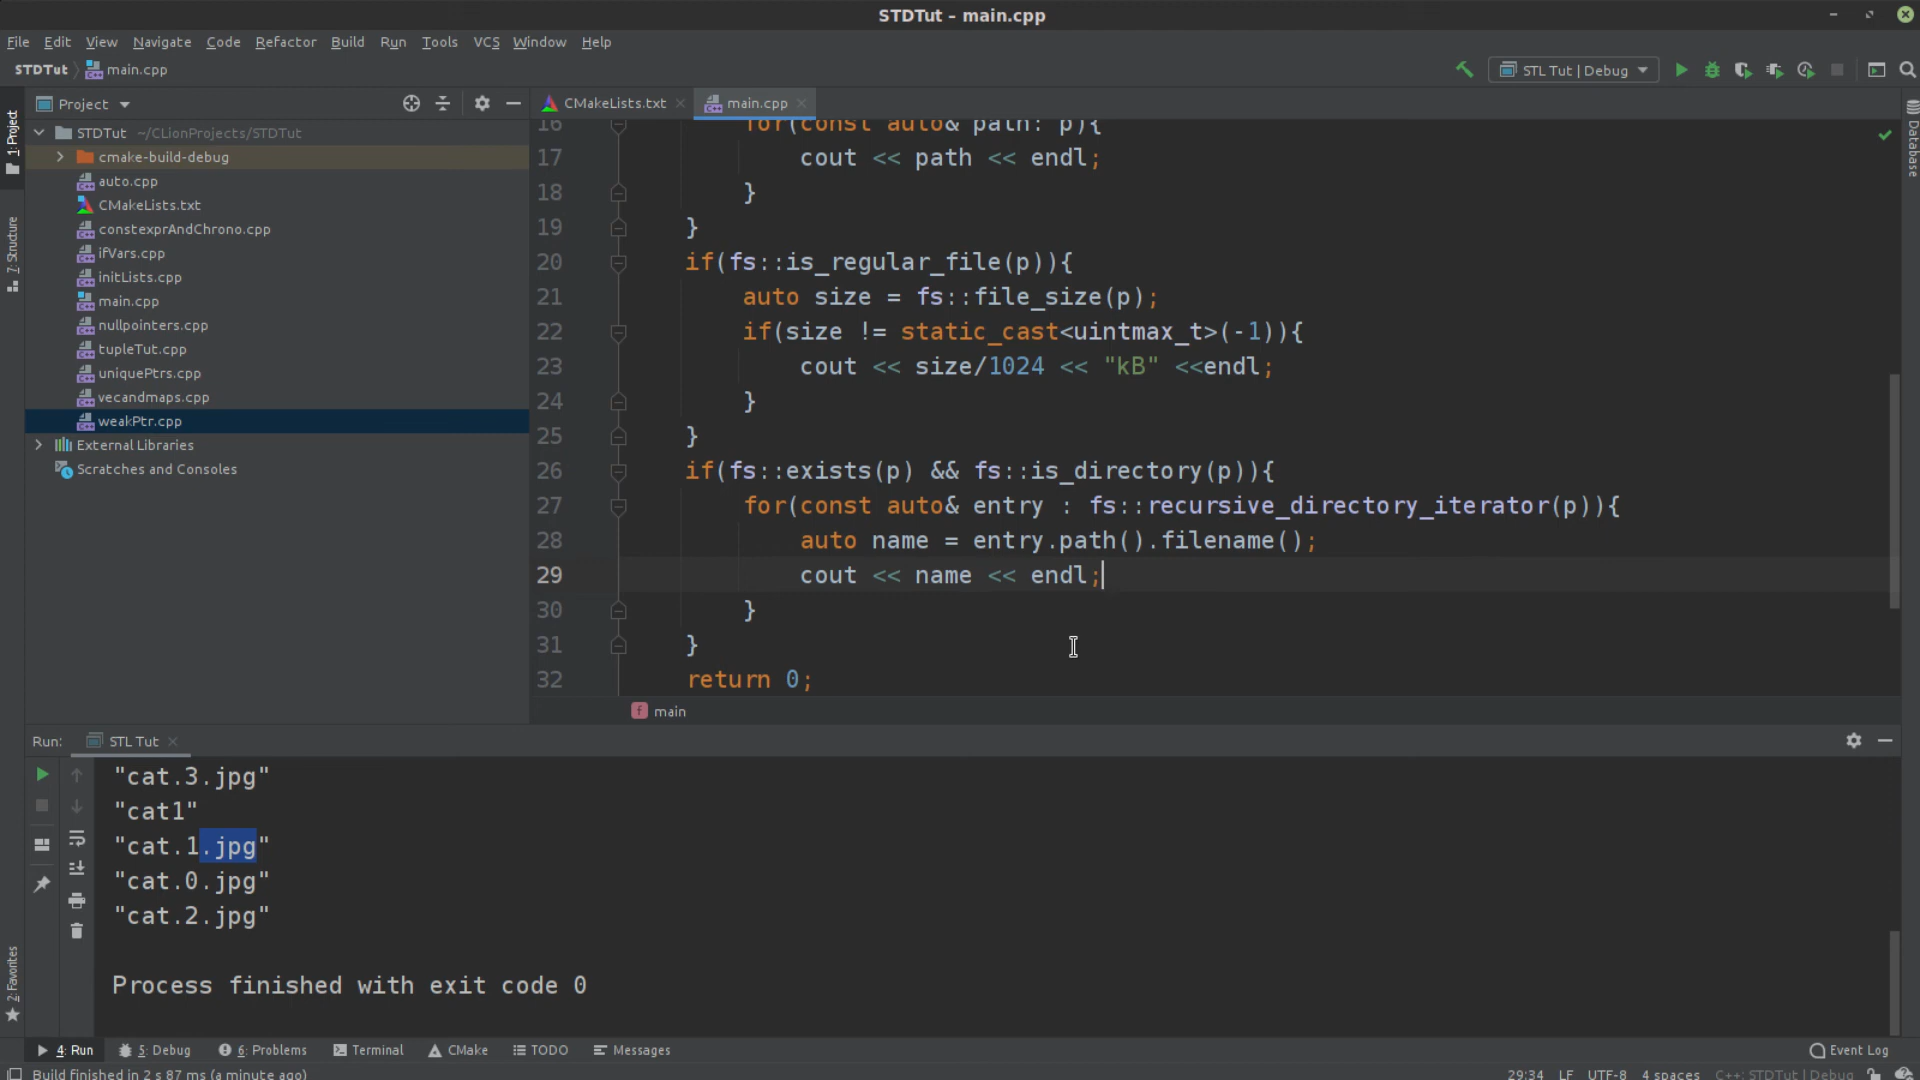 STDTut – main.cpp
File Edit View Navigate Code Refactor Build Run Tools VCS Window Help
STDTut main.cpp STL Tut | Debug
Project CMakeLists.txt main.cpp
1: Project
7: Structure
2: Favorites
Database
STDTut ~/CLionProjects/STDTut
cmake-build-debug
auto.cpp
CMakeLists.txt
constexprAndChrono.cpp
ifVars.cpp
initLists.cpp
main.cpp
nullpointers.cpp
tupleTut.cpp
uniquePtrs.cpp
vecandmaps.cpp
weakPtr.cpp
External Libraries
Scratches and Consoles
16 for(const auto& path: p){
17 cout << path << endl;
18 }
19 }
20 if(fs::is_regular_file(p)){
21 auto size = fs::file_size(p);
22 if(size != static_cast<uintmax_t>(-1)){
23 cout << size/1024 << "kB" <<endl;
24 }
25 }
26 if(fs::exists(p) && fs::is_directory(p)){
27 for(const auto& entry : fs::recursive_directory_iterator(p)){
28 auto name = entry.path().filename();
29 cout << name << endl;
30 }
31 }
32 return 0;
f main
Run: STL Tut
"cat.3.jpg"
"cat1"
"cat.1.jpg"
"cat.0.jpg"
"cat.2.jpg"
Process finished with exit code 0
4: Run 5: Debug 6: Problems Terminal CMake TODO Messages Event Log
Build finished in 2 s 87 ms (a minute ago) 29:34 LF UTF-8 4 spaces C++: STDTut | Debug